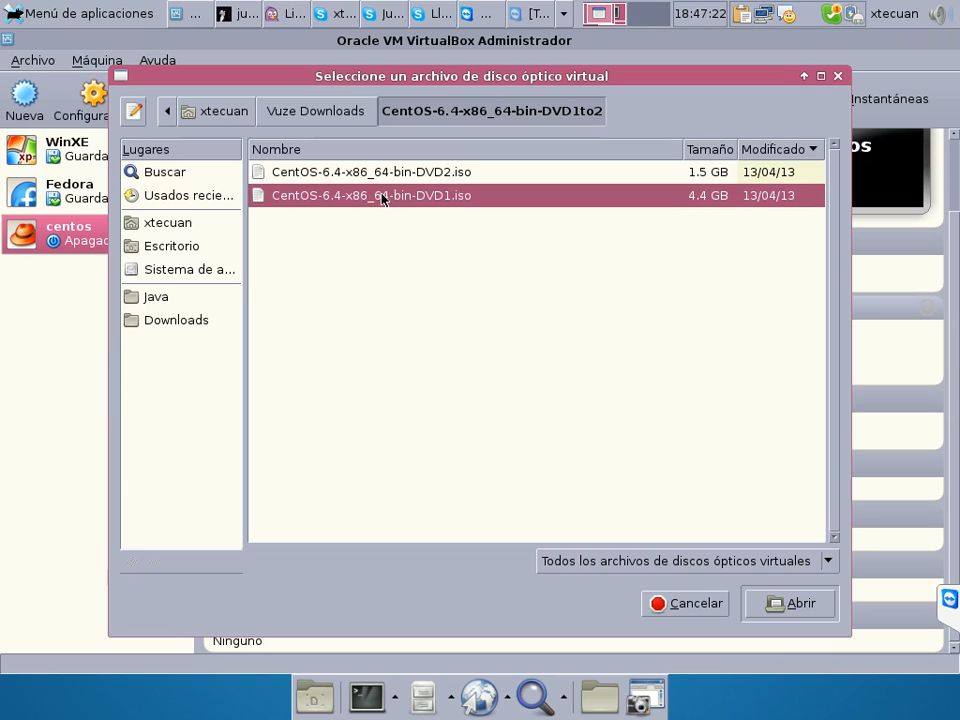 Menú de aplicaciones
...
ju...
Li...
xt...
Ju...
Ll...
...
[T...
18:47:22
xtecuan
Oracle VM VirtualBox Administrador
Archivo Máquina Ayuda
Seleccione un archivo de disco óptico virtual
Nueva
Configura
xtecuan
Vuze Downloads
CentOS-6.4-x86_64-bin-DVD1to2
Instantáneas
WinXE
Guarda
xp
Fedora
Guarda
centos
Apagac
Lugares
Buscar
Usados recie...
xtecuan
Escritorio
Sistema de a...
Java
Downloads
Nombre Tamaño Modificado
CentOS-6.4-x86_64-bin-DVD2.iso 1.5 GB 13/04/13
CentOS-6.4-x86_64-bin-DVD1.iso 4.4 GB 13/04/13
os
Todos los archivos de discos ópticos virtuales
Cancelar
Abrir
Ninguno